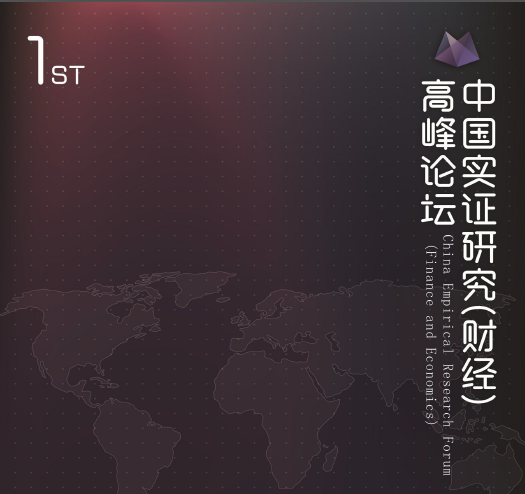 1ST
中国实证研究(财经)
高峰论坛
China Empirical Research Forum
(Finance and Economics)